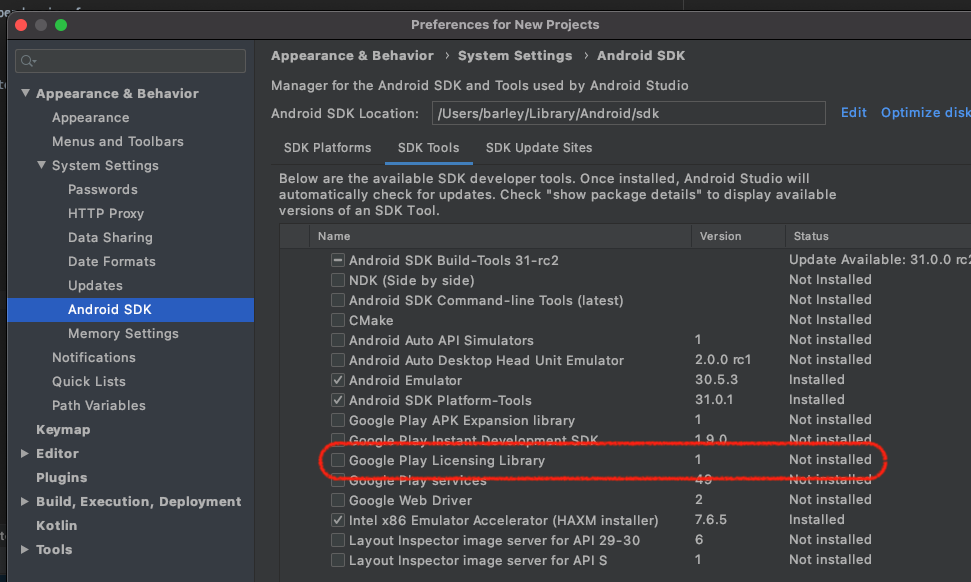 Preferences for New Projects
Appearance & Behavior
Appearance
Menus and Toolbars
System Settings
Passwords
HTTP Proxy
Data Sharing
Date Formats
Updates
Android SDK
Memory Settings
Notifications
Quick Lists
Path Variables
Keymap
Editor
Plugins
Build, Execution, Deployment
Kotlin
Tools
Appearance & Behavior › System Settings › Android SDK
Manager for the Android SDK and Tools used by Android Studio
Android SDK Location: /Users/barley/Library/Android/sdk Edit Optimize disk
SDK Platforms SDK Tools SDK Update Sites
Below are the available SDK developer tools. Once installed, Android Studio will
automatically check for updates. Check "show package details" to display available
versions of an SDK Tool.
Name Version Status
Android SDK Build-Tools 31-rc2 Update Available: 31.0.0 rc2
NDK (Side by side) Not Installed
Android SDK Command-line Tools (latest) Not Installed
CMake Not Installed
Android Auto API Simulators 1 Not installed
Android Auto Desktop Head Unit Emulator 2.0.0 rc1 Not installed
Android Emulator 30.5.3 Installed
Android SDK Platform-Tools 31.0.1 Installed
Google Play APK Expansion library 1 Not installed
Google Play Instant Development SDK 1.9.0 Not installed
Google Play Licensing Library 1 Not installed
Google Play services 49 Not installed
Google Web Driver 2 Not installed
Intel x86 Emulator Accelerator (HAXM installer) 7.6.5 Installed
Layout Inspector image server for API 29-30 6 Not installed
Layout Inspector image server for API S 1 Not installed